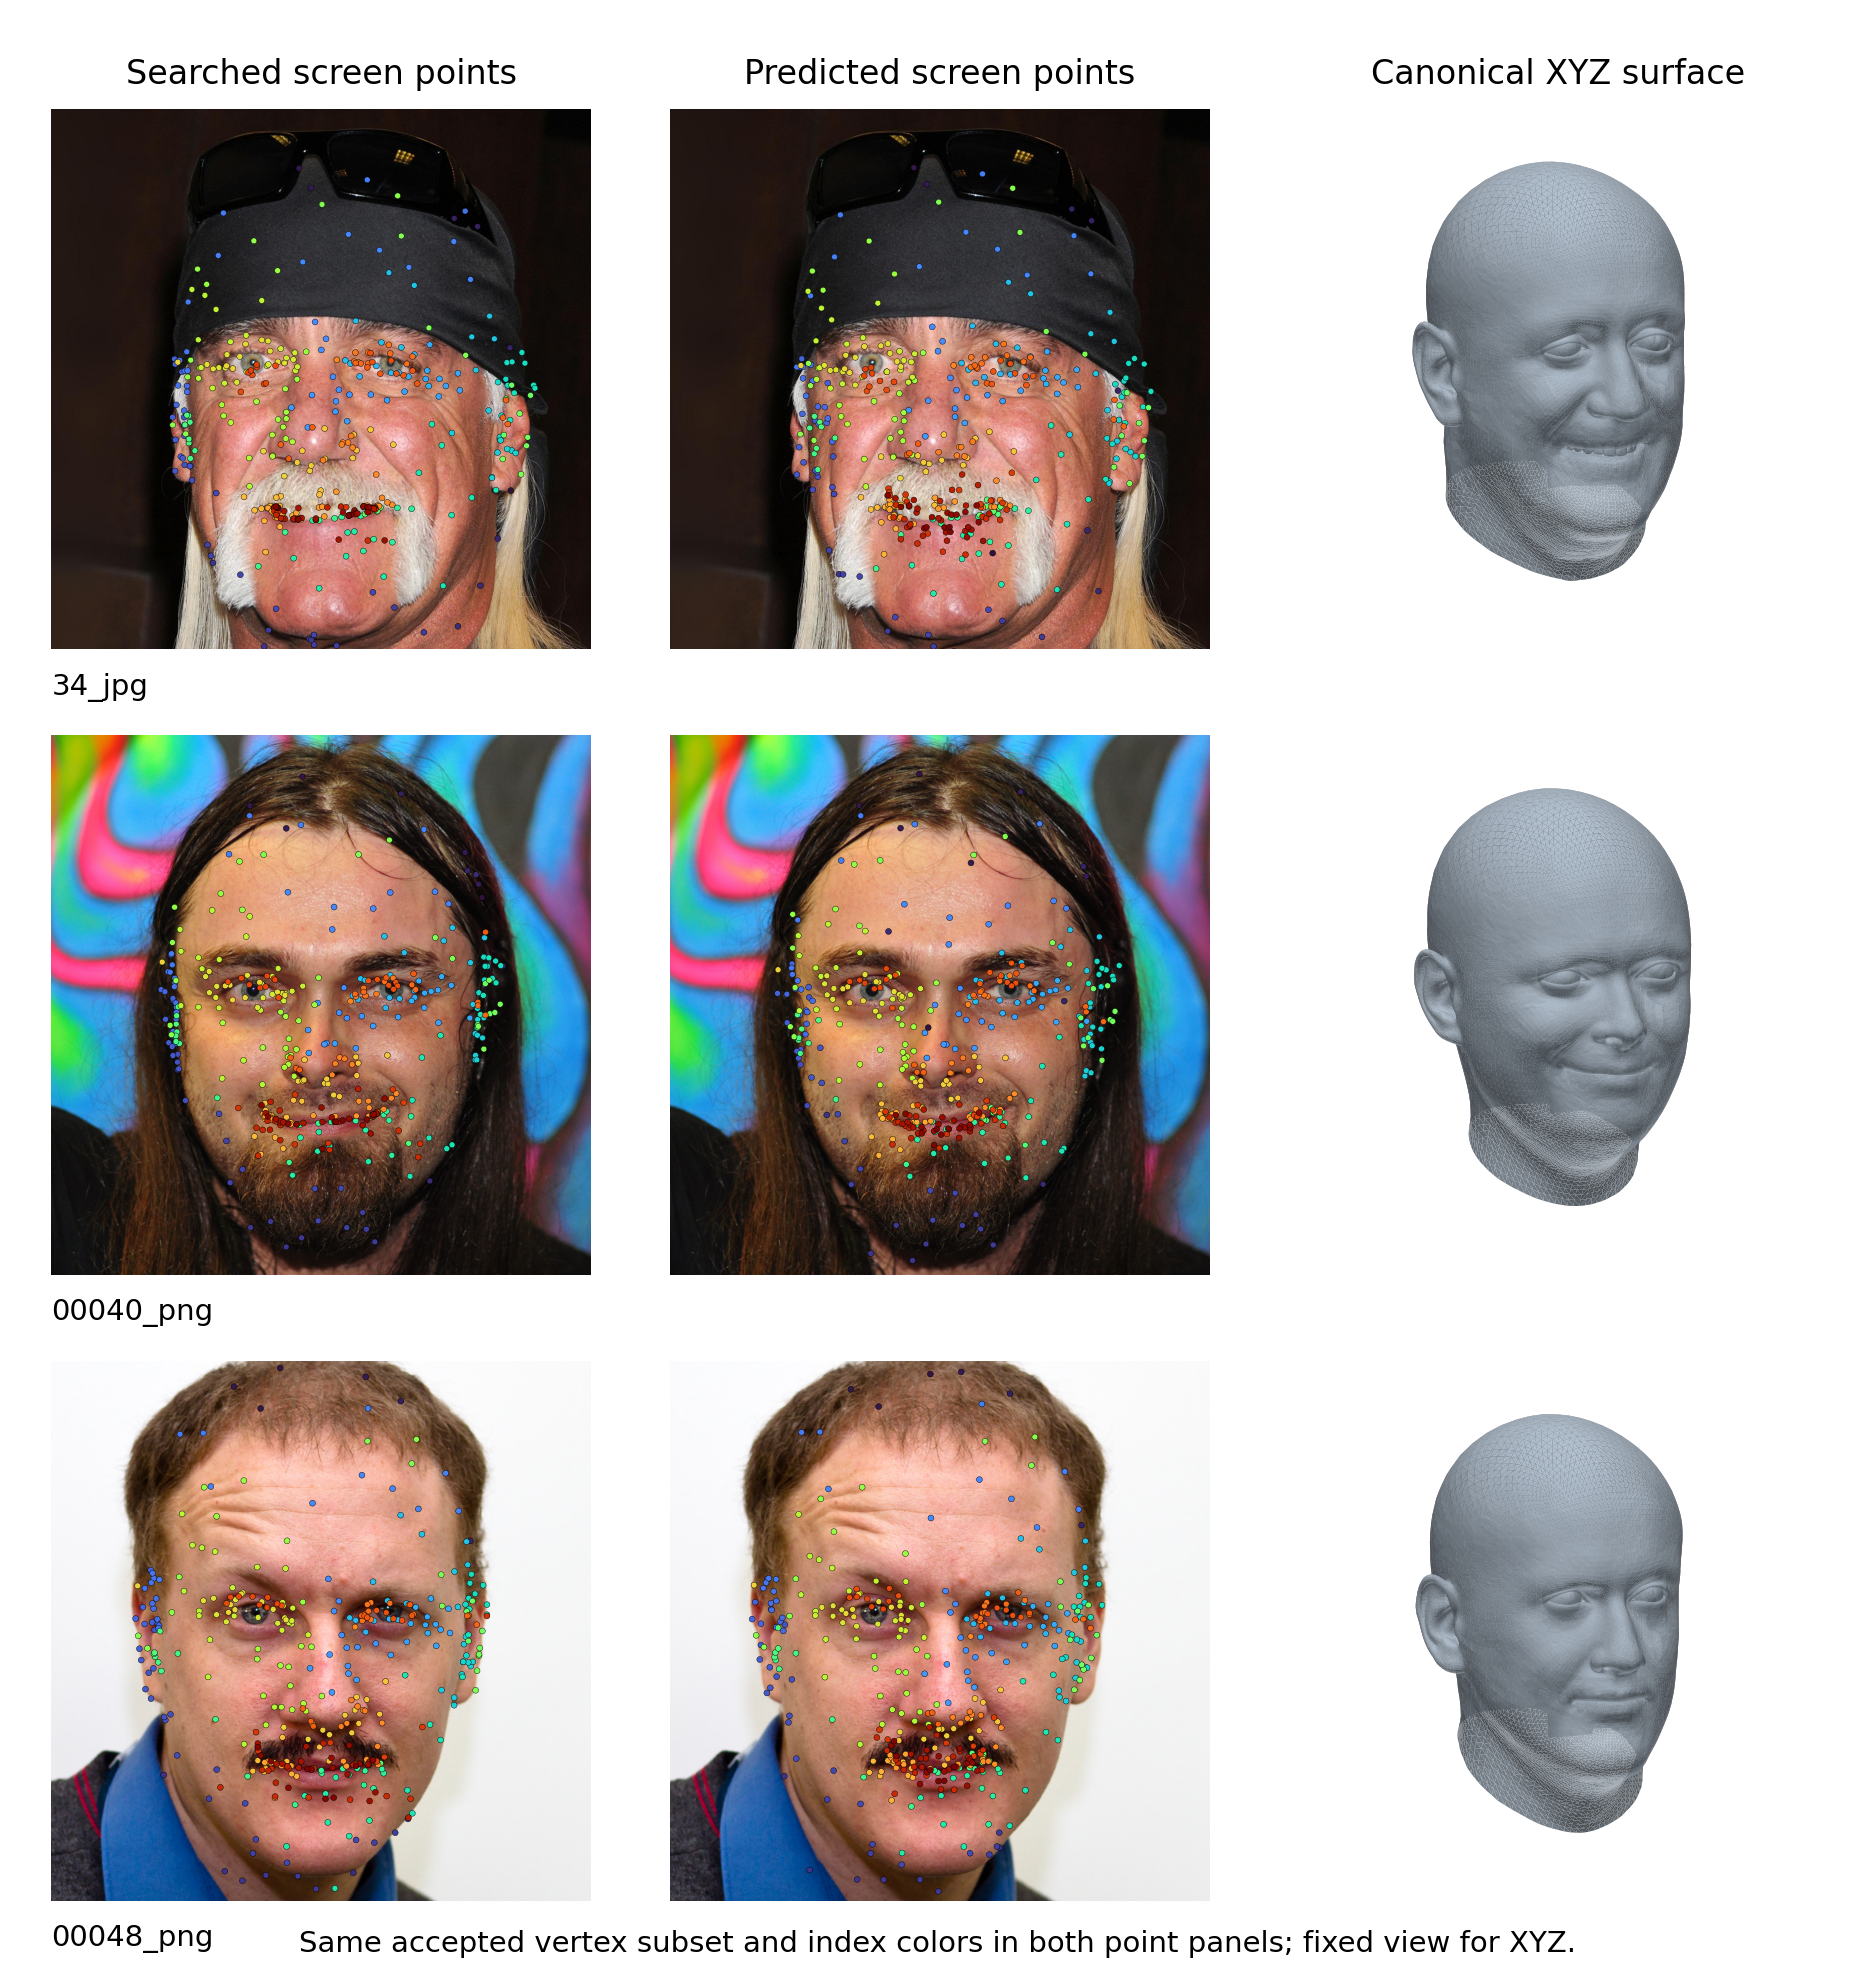 Searched screen points
Predicted screen points
Canonical XYZ surface
34_jpg
00040_png
00048_png
Same accepted vertex subset and index colors in both point panels; fixed view for XYZ.